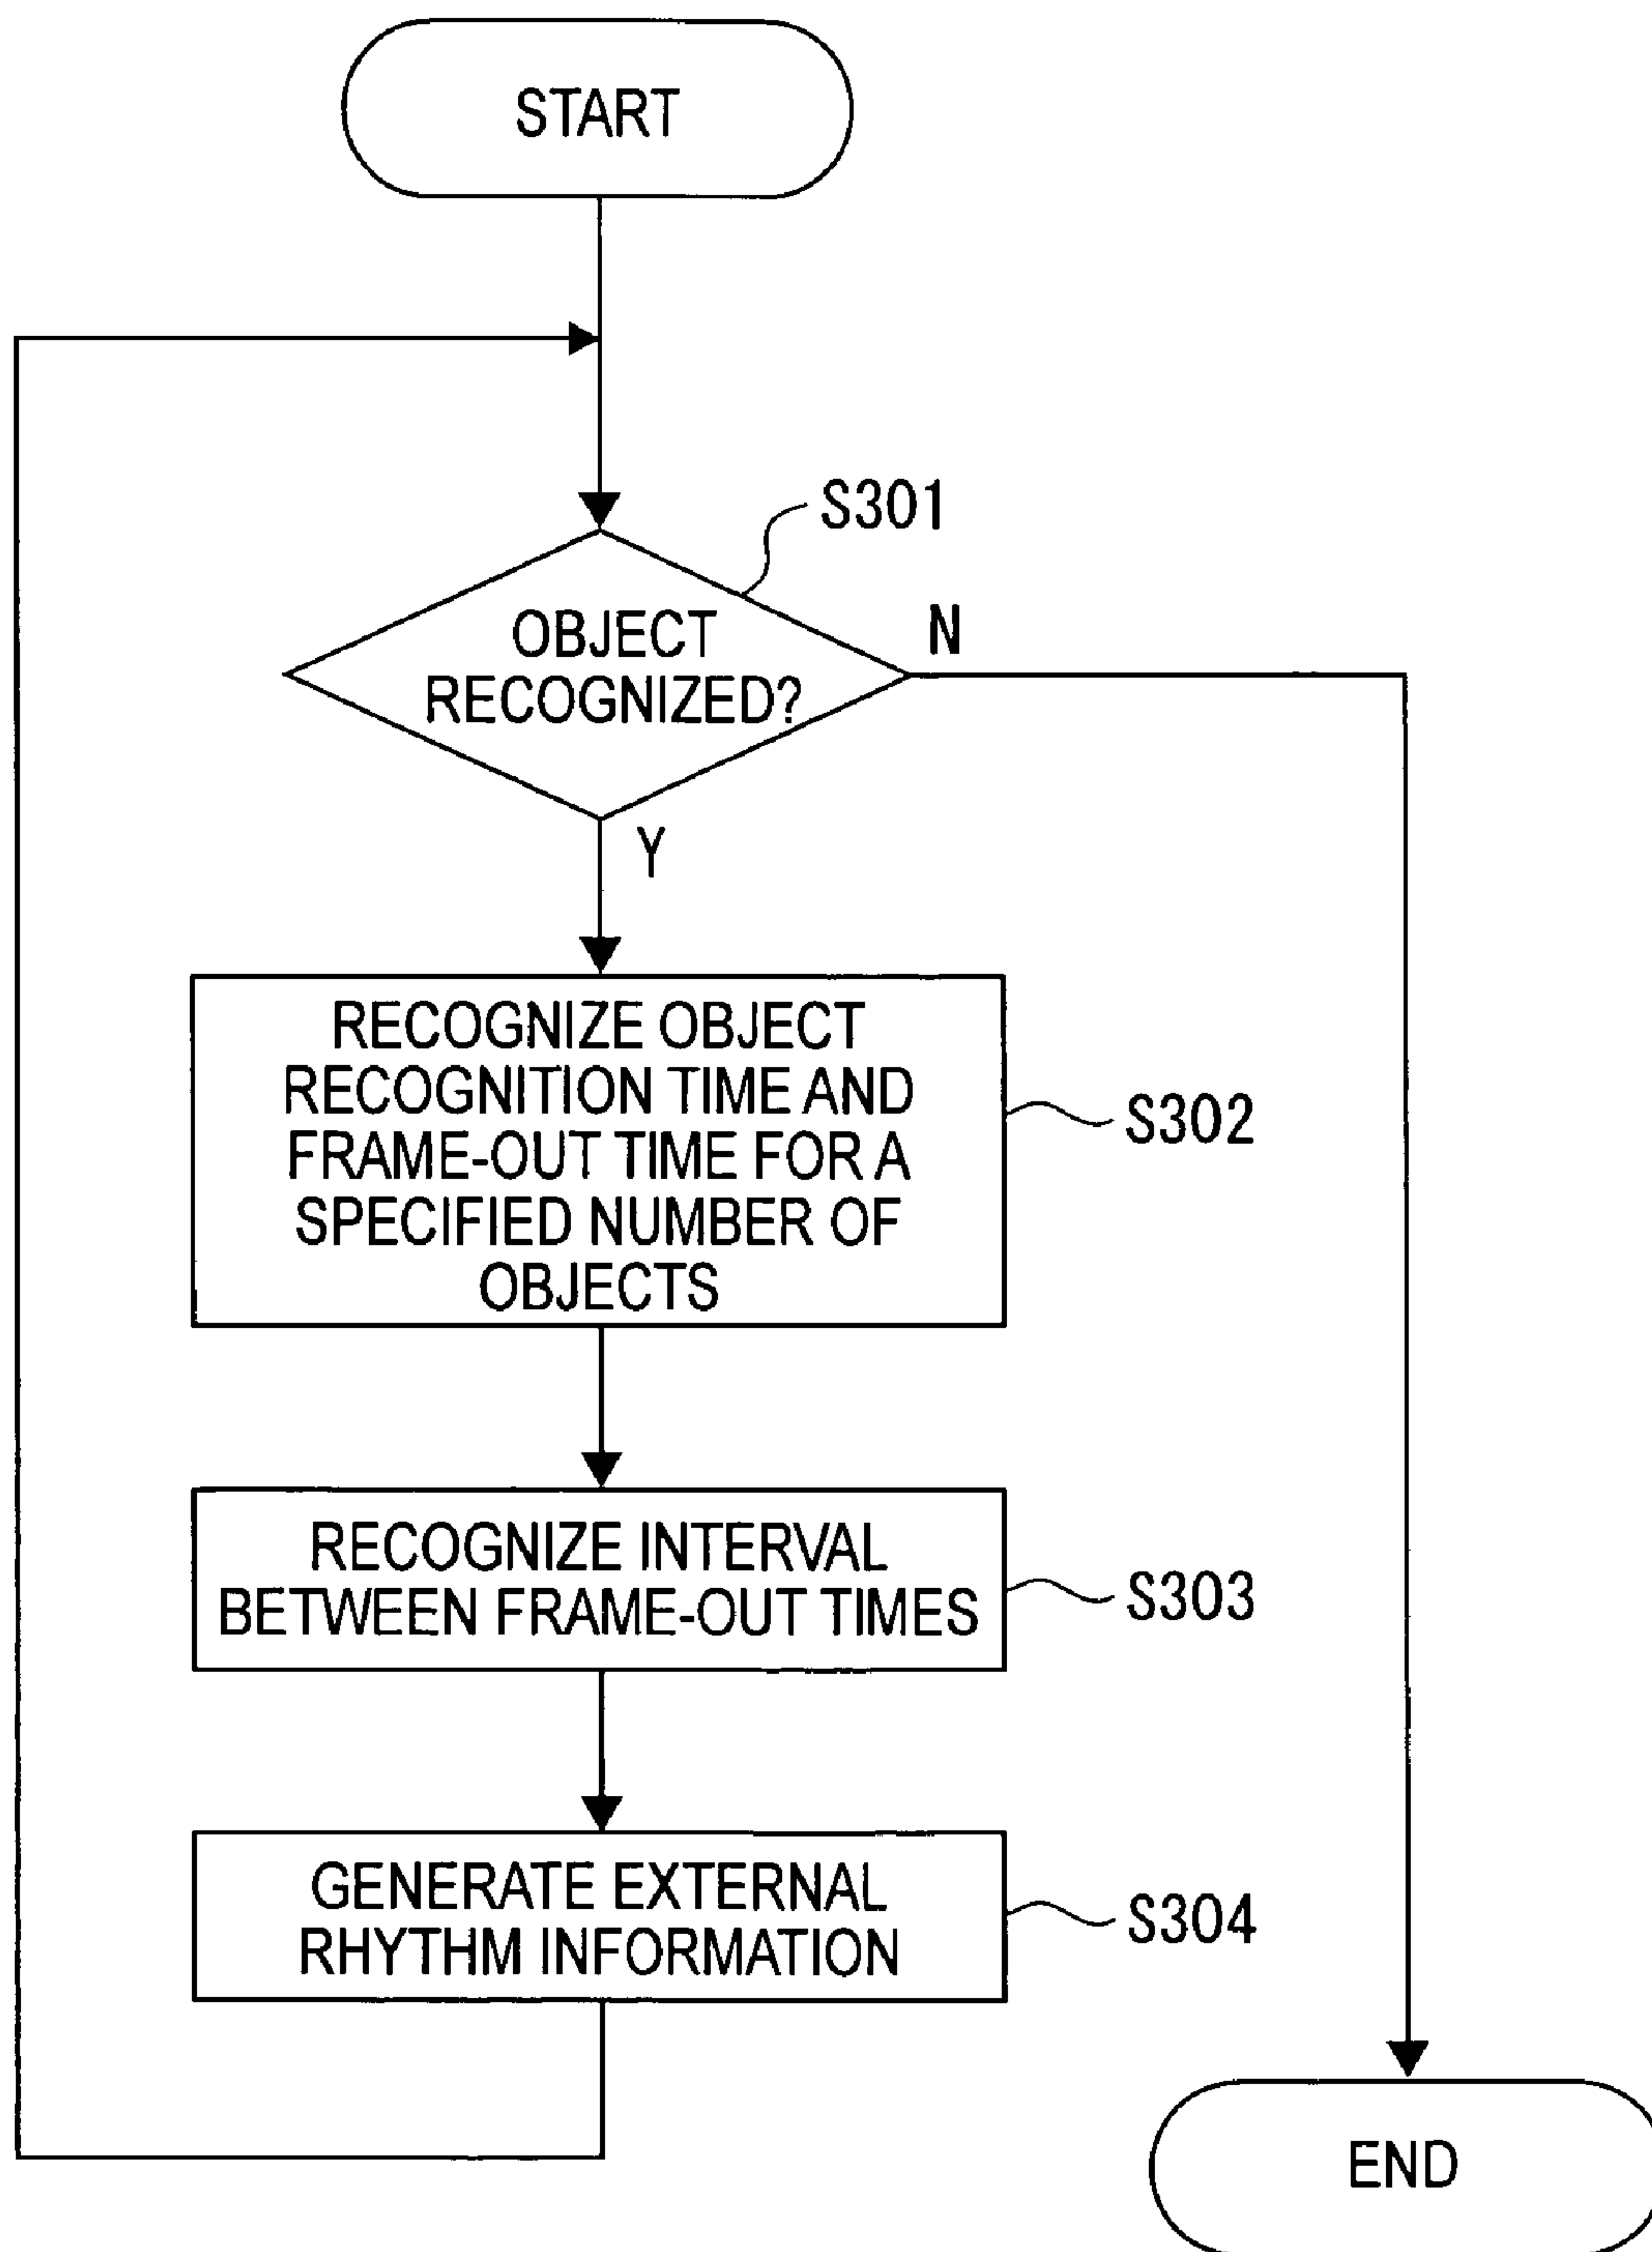 START
S301
OBJECT
RECOGNIZED?
N
Y
RECOGNIZE OBJECT
RECOGNITION TIME AND
FRAME-OUT TIME FOR A
SPECIFIED NUMBER OF
OBJECTS
S302
RECOGNIZE INTERVAL
BETWEEN FRAME-OUT TIMES
S303
GENERATE EXTERNAL
RHYTHM INFORMATION
S304
END